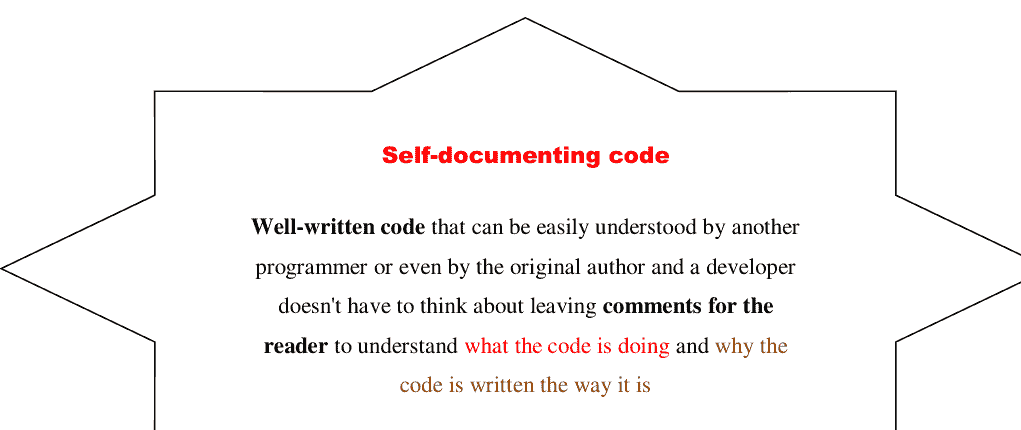 Self-documenting code
Well-written code that can be easily understood by another
programmer or even by the original author and a developer
doesn't have to think about leaving comments for the
reader to understand what the code is doing and why the
code is written the way it is